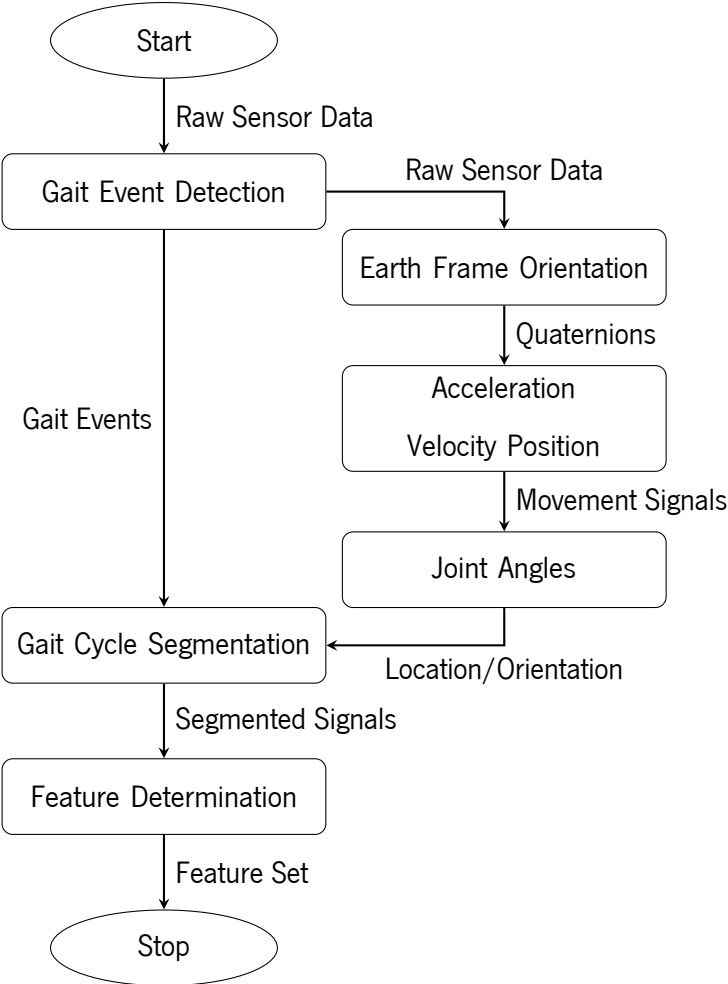 Start
Raw Sensor Data
Gait Event Detection
Raw Sensor Data
Earth Frame Orientation
Quaternions
Acceleration
Velocity Position
Gait Events
Movement Signals
Joint Angles
Gait Cycle Segmentation
Location/Orientation
Segmented Signals
Feature Determination
Feature Set
Stop